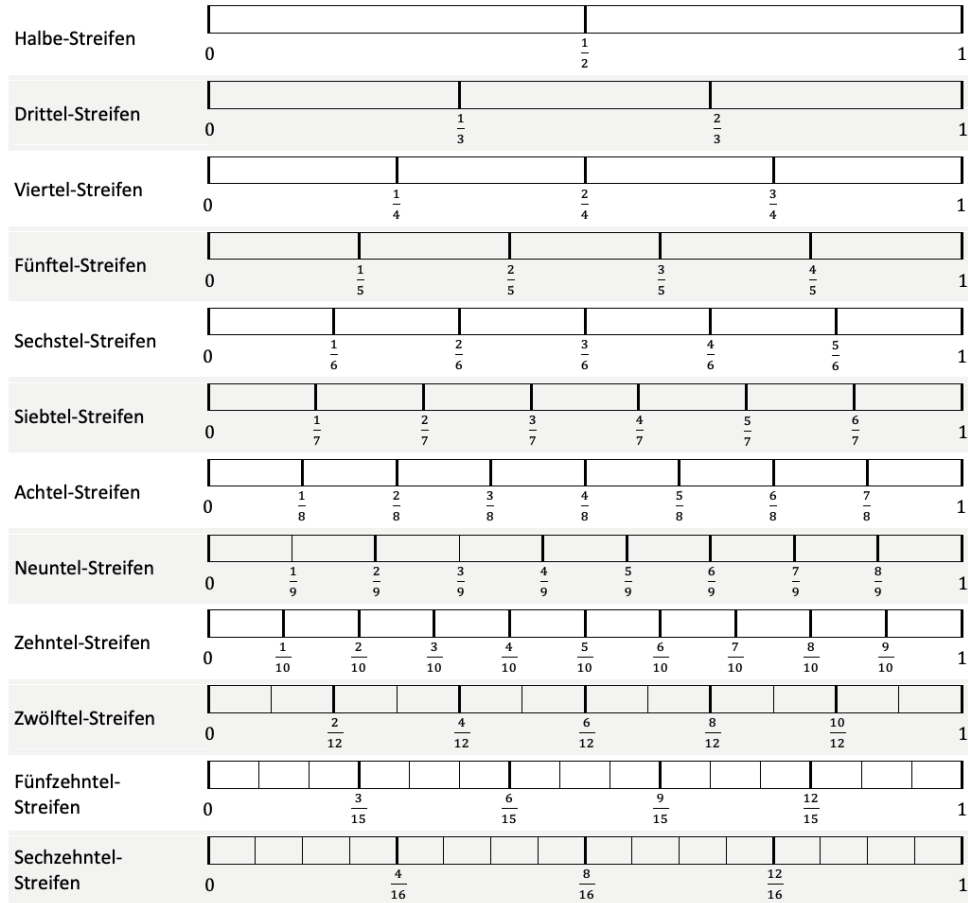 Halbe-Streifen
0 1/2 1
Drittel-Streifen
0 1/3 2/3 1
Viertel-Streifen
0 1/4 2/4 3/4 1
Fünftel-Streifen
0 1/5 2/5 3/5 4/5 1
Sechstel-Streifen
0 1/6 2/6 3/6 4/6 5/6 1
Siebtel-Streifen
0 1/7 2/7 3/7 4/7 5/7 6/7 1
Achtel-Streifen
0 1/8 2/8 3/8 4/8 5/8 6/8 7/8 1
Neuntel-Streifen
0 1/9 2/9 3/9 4/9 5/9 6/9 7/9 8/9 1
Zehntel-Streifen
0 1/10 2/10 3/10 4/10 5/10 6/10 7/10 8/10 9/10 1
Zwölftel-Streifen
0 2/12 4/12 6/12 8/12 10/12 1
Fünfzehntel-
Streifen
0 3/15 6/15 9/15 12/15 1
Sechzehntel-
Streifen
0 4/16 8/16 12/16 1